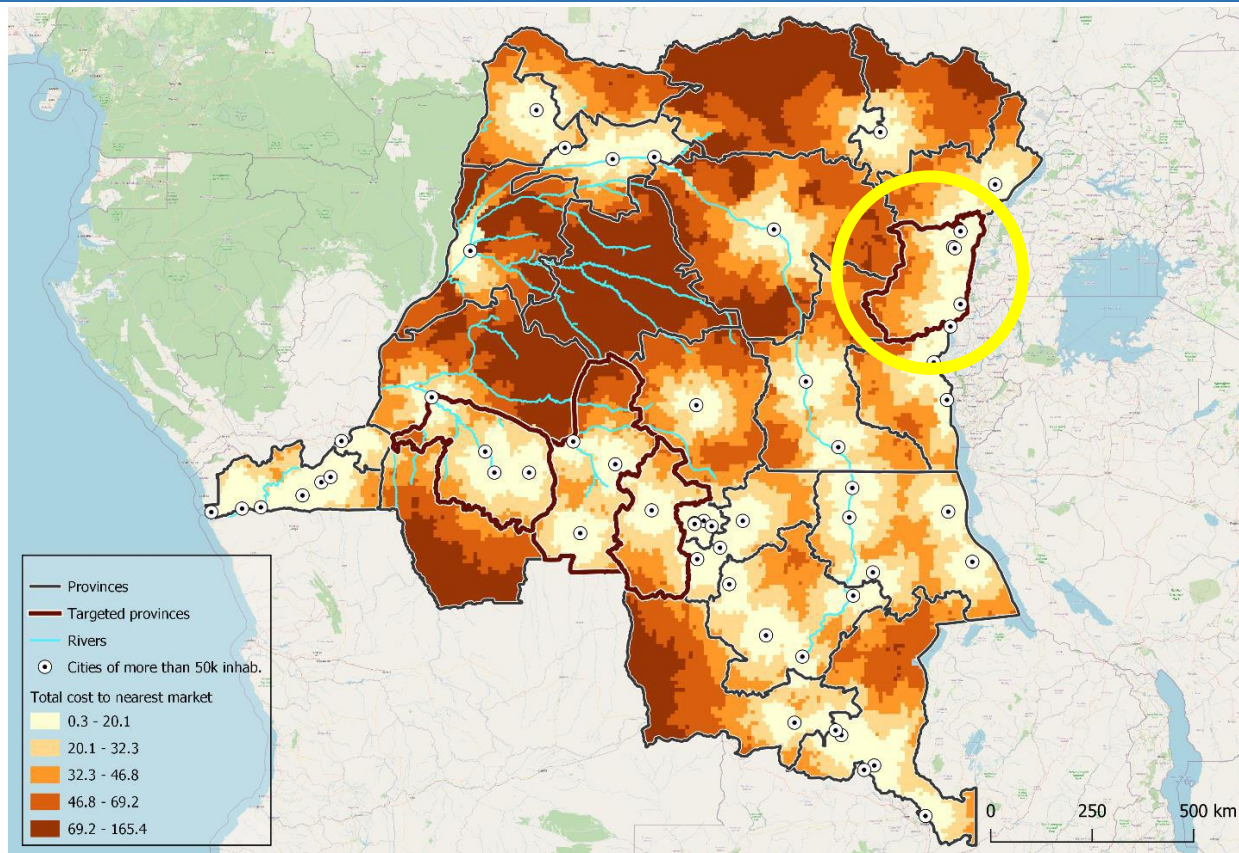 Provinces
Targeted provinces
Rivers
Cities of more than 50k inhab.
Total cost to nearest market
0.3 - 20.1
20.1 - 32.3
32.3 - 46.8
46.8 - 69.2
69.2 - 165.4
0 250 500 km